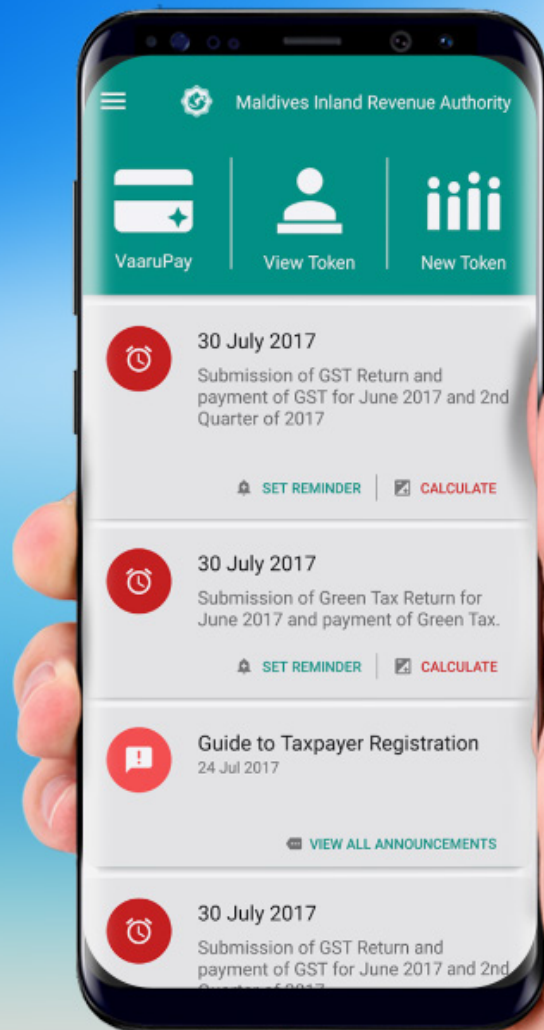 Maldives Inland Revenue Authority
VaaruPay
View Token
New Token
30 July 2017
Submission of GST Return and
payment of GST for June 2017 and 2nd
Quarter of 2017
SET REMINDER
CALCULATE
30 July 2017
Submission of Green Tax Return for
June 2017 and payment of Green Tax.
SET REMINDER
CALCULATE
Guide to Taxpayer Registration
24 Jul 2017
VIEW ALL ANNOUNCEMENTS
30 July 2017
Submission of GST Return and
payment of GST for June 2017 and 2nd
Quarter of 2017